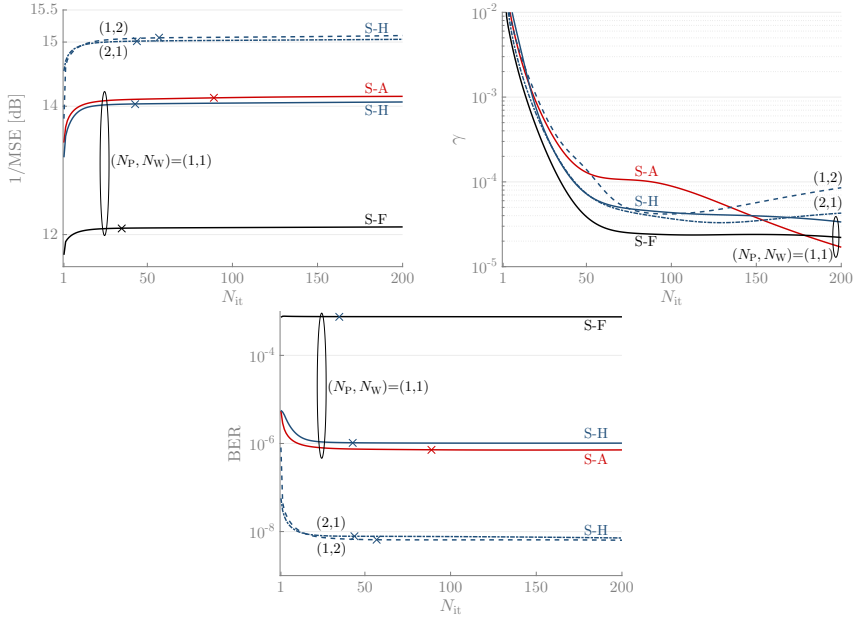 15.5
15
14
12
1/MSE [dB]
(1,2)
(2,1)
S-H
S-A
S-H
(N_P, N_W)=(1,1)
S-F
1 50 100 150 200
N_it
10^-2
10^-3
10^-4
10^-5
γ
S-A
(1,2)
S-H
(2,1)
S-F
(N_P, N_W)=(1,1)
1 50 100 150 200
N_it
10^-4
10^-6
10^-8
BER
S-F
(N_P, N_W)=(1,1)
S-H
S-A
(2,1)
S-H
(1,2)
1 50 100 150 200
N_it